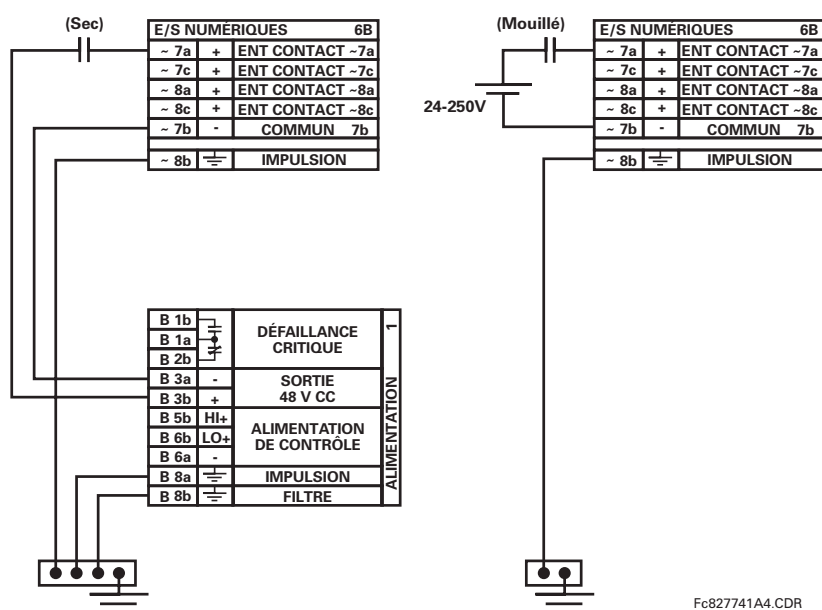 (Sec)
E/S NUMÉRIQUES 6B
~ 7a + ENT CONTACT ~7a
~ 7c + ENT CONTACT ~7c
~ 8a + ENT CONTACT ~8a
~ 8c + ENT CONTACT ~8c
~ 7b - COMMUN 7b
~ 8b IMPULSION
B 1b
B 1a
B 2b
DÉFAILLANCE
CRITIQUE
B 3a -
B 3b +
SORTIE
48 V CC
B 5b HI+
B 6b LO+
B 6a -
ALIMENTATION
DE CONTRÔLE
B 8a IMPULSION
B 8b FILTRE
ALIMENTATION 1
(Mouillé)
24-250V
E/S NUMÉRIQUES 6B
~ 7a + ENT CONTACT ~7a
~ 7c + ENT CONTACT ~7c
~ 8a + ENT CONTACT ~8a
~ 8c + ENT CONTACT ~8c
~ 7b - COMMUN 7b
~ 8b IMPULSION
Fc827741A4.CDR